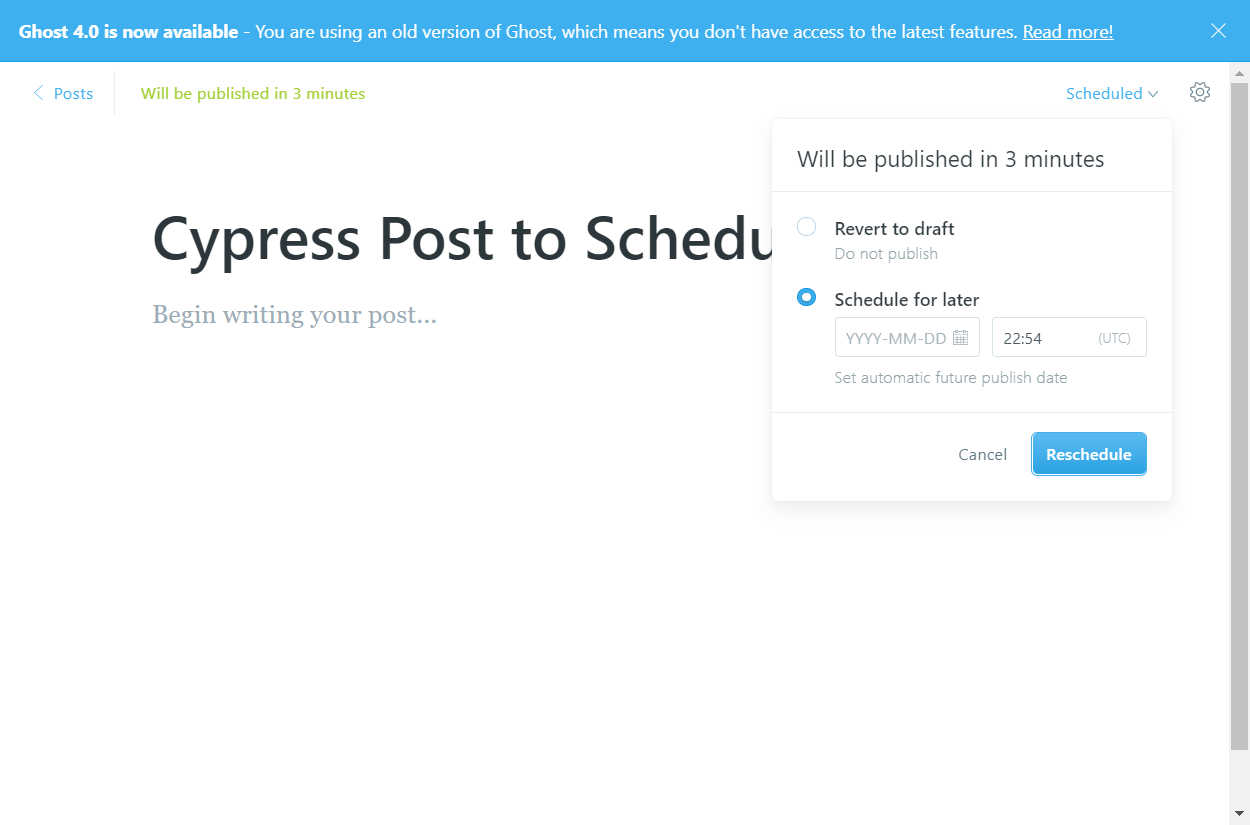 Ghost 4.0 is now available - You are using an old version of Ghost, which means you don't have access to the latest features. Read more!
Posts
Will be published in 3 minutes
Scheduled
Will be published in 3 minutes
Cypress Post to Schedu
Revert to draft
Do not publish
Begin writing your post...
Schedule for later
YYYY-MM-DD
22:54 (UTC)
Set automatic future publish date
Cancel
Reschedule